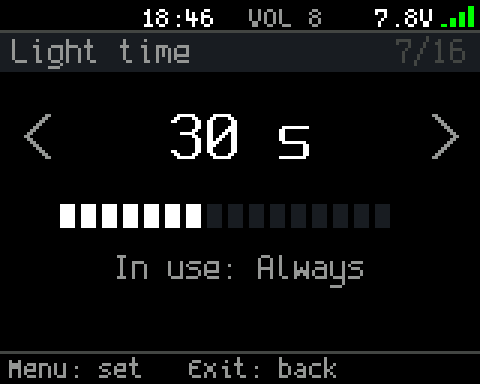 18:46 VOL 8 7.8V
Light time 7/16
< 30 s >
In use: Always
Menu: set Exit: back